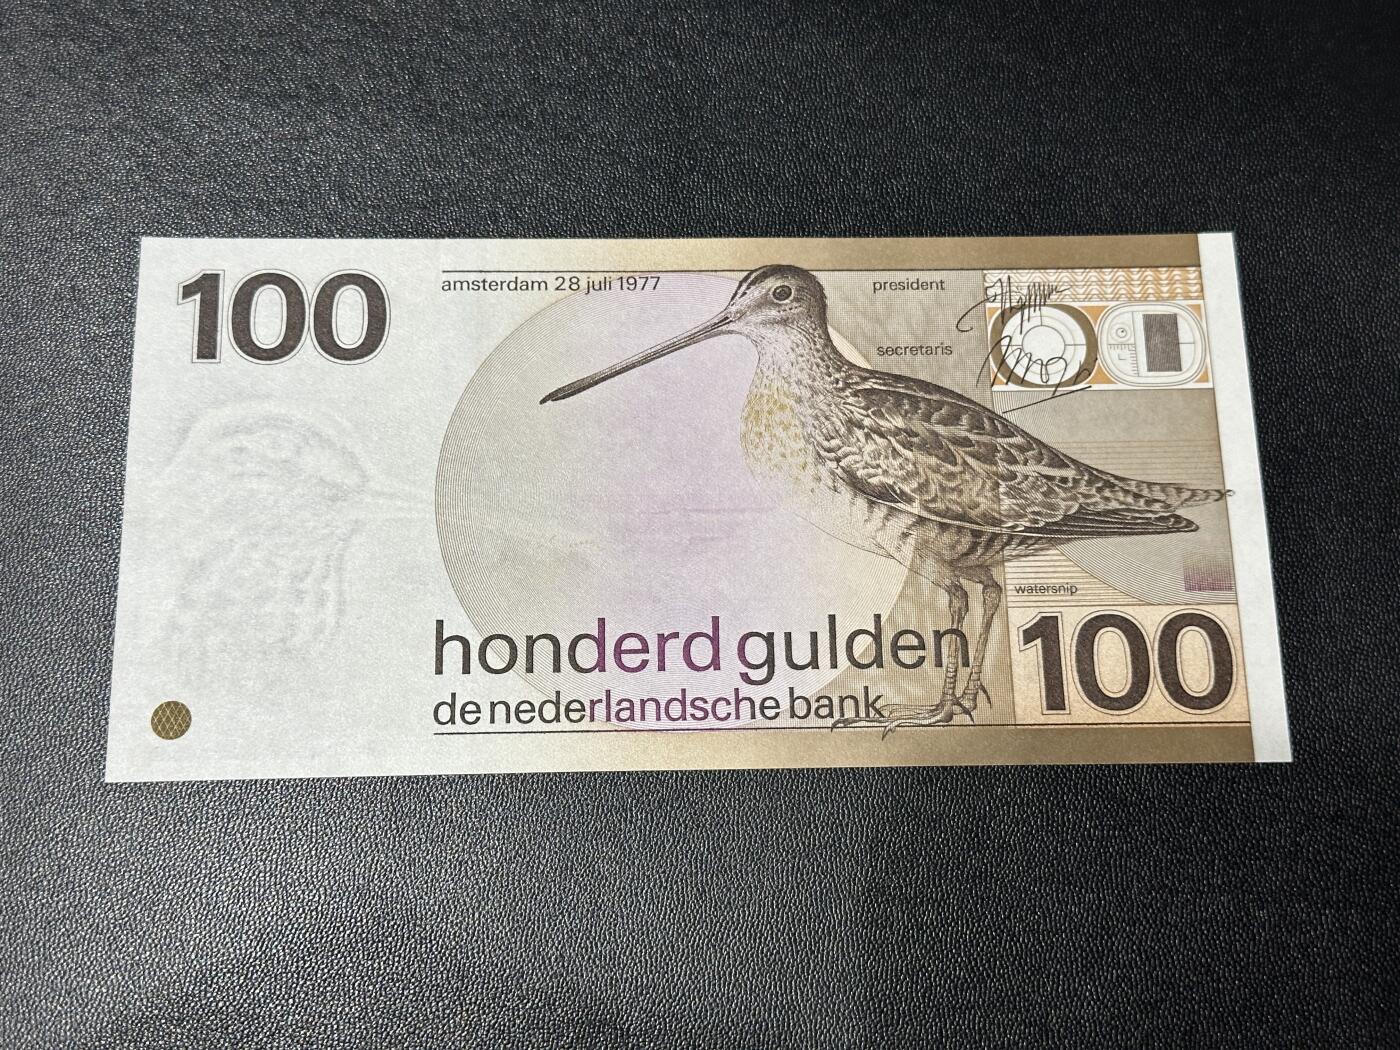 100
amsterdam 28 juli 1977
president
secretaris
watersnip
honderd gulden
de nederlandsche bank
100